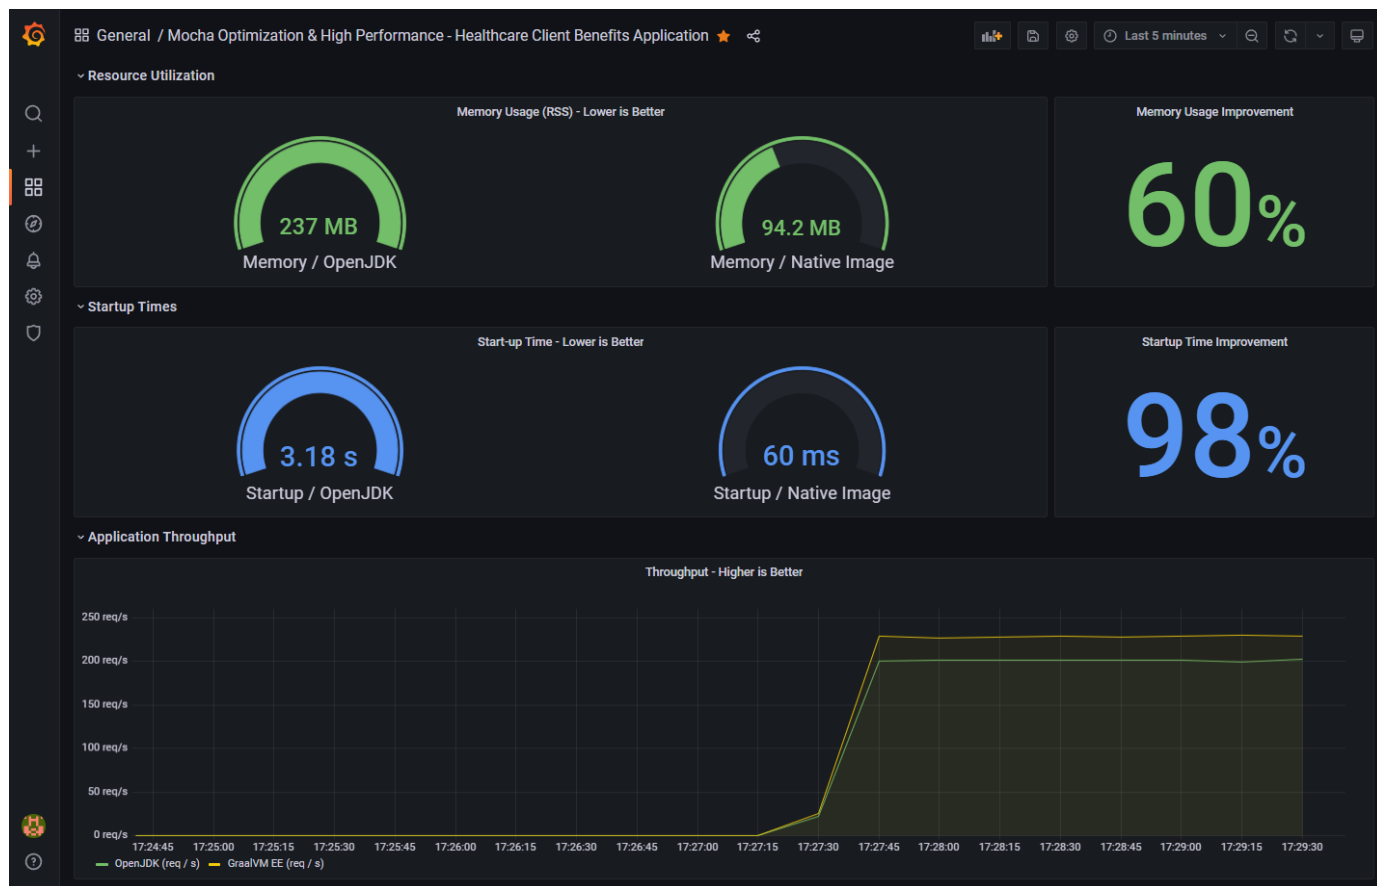 General / Mocha Optimization & High Performance - Healthcare Client Benefits Application
Last 5 minutes
Resource Utilization
Memory Usage (RSS) - Lower is Better
237 MB
Memory / OpenJDK
94.2 MB
Memory / Native Image
Memory Usage Improvement
60%
Startup Times
Start-up Time - Lower is Better
3.18 s
Startup / OpenJDK
60 ms
Startup / Native Image
Startup Time Improvement
98%
Application Throughput
Throughput - Higher is Better
250 req/s
200 req/s
150 req/s
100 req/s
50 req/s
0 req/s
17:24:45 17:25:00 17:25:15 17:25:30 17:25:45 17:26:00 17:26:15 17:26:30 17:26:45 17:27:00 17:27:15 17:27:30 17:27:45 17:28:00 17:28:15 17:28:30 17:28:45 17:29:00 17:29:15 17:29:30
OpenJDK (req / s) GraalVM EE (req / s)